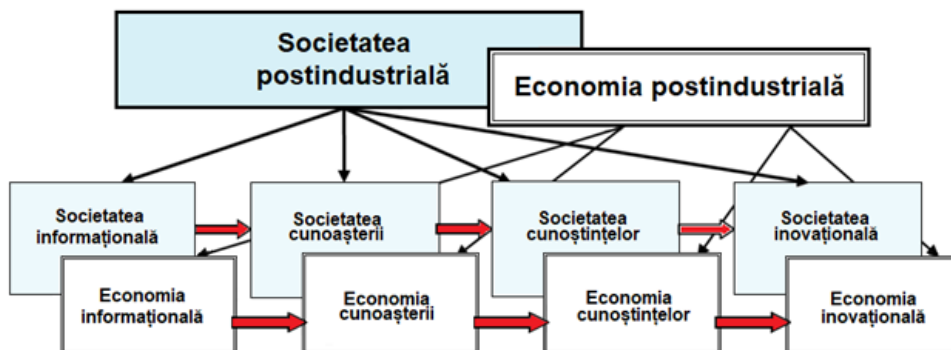 Societatea
postindustrială
Economia postindustrială
Societatea
informațională
Societatea
cunoașterii
Societatea
cunoștințelor
Societatea
inovațională
Economia
informațională
Economia
cunoașterii
Economia
cunoștințelor
Economia
inovațională